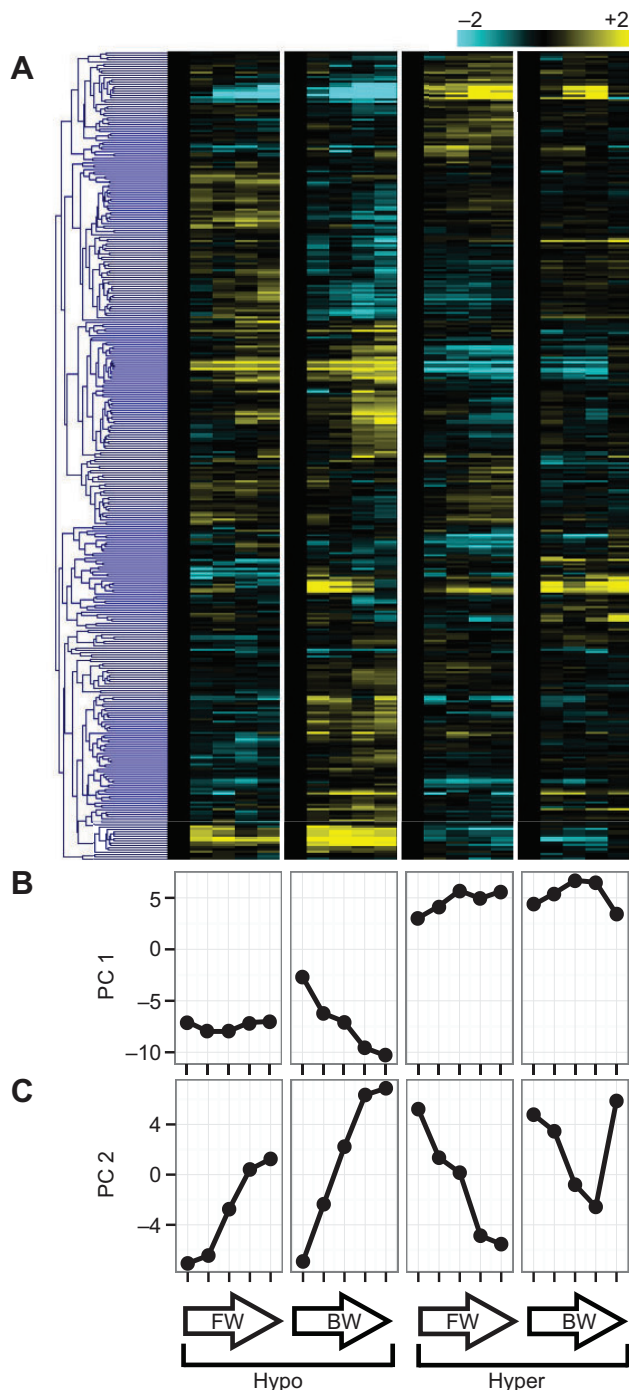 –2 +2
A
B
5
0
–5
–10
PC 1
C
4
0
–4
PC 2
FW BW FW BW
Hypo Hyper